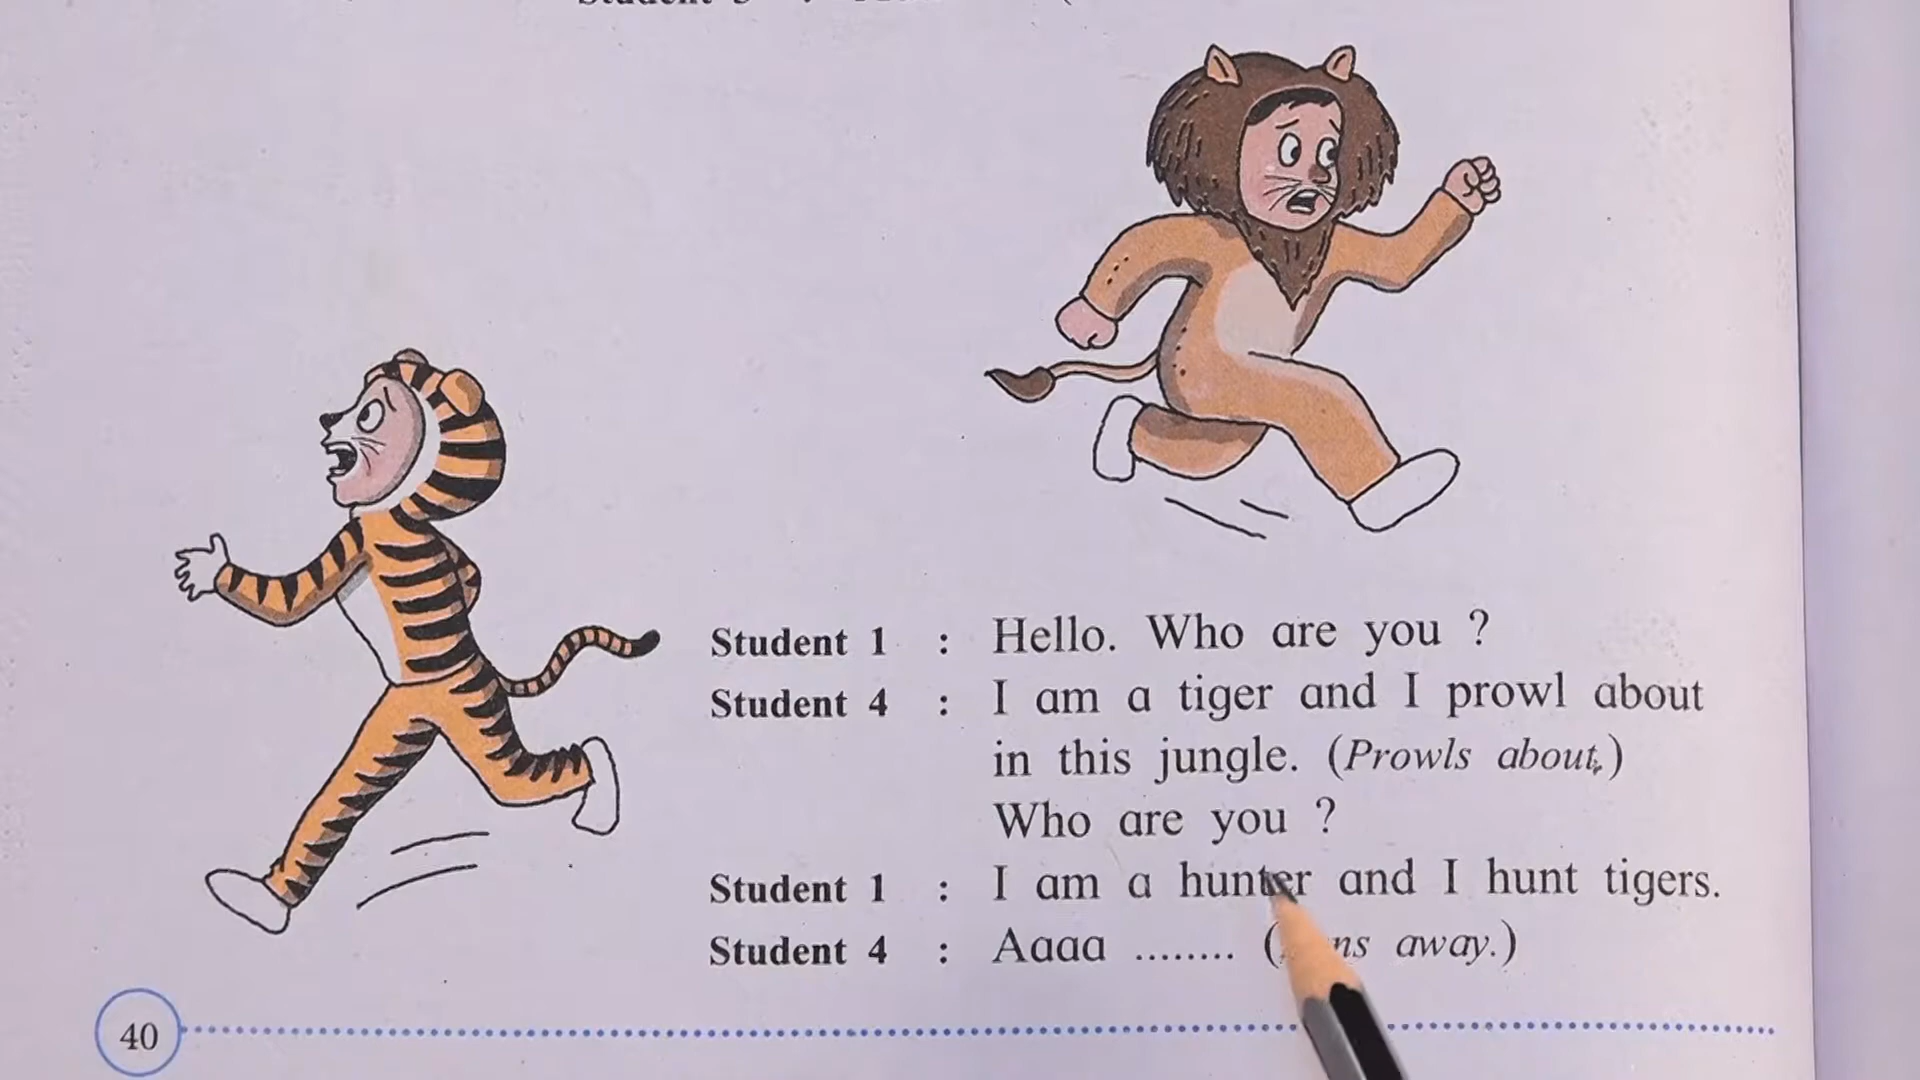 Student 1 : Hello. Who are you ?
Student 4 : I am a tiger and I prowl about
in this jungle. (Prowls about.)
Who are you ?
Student 1 : I am a hunter and I hunt tigers.
Student 4 : Aaaa ........ ( away.)
40